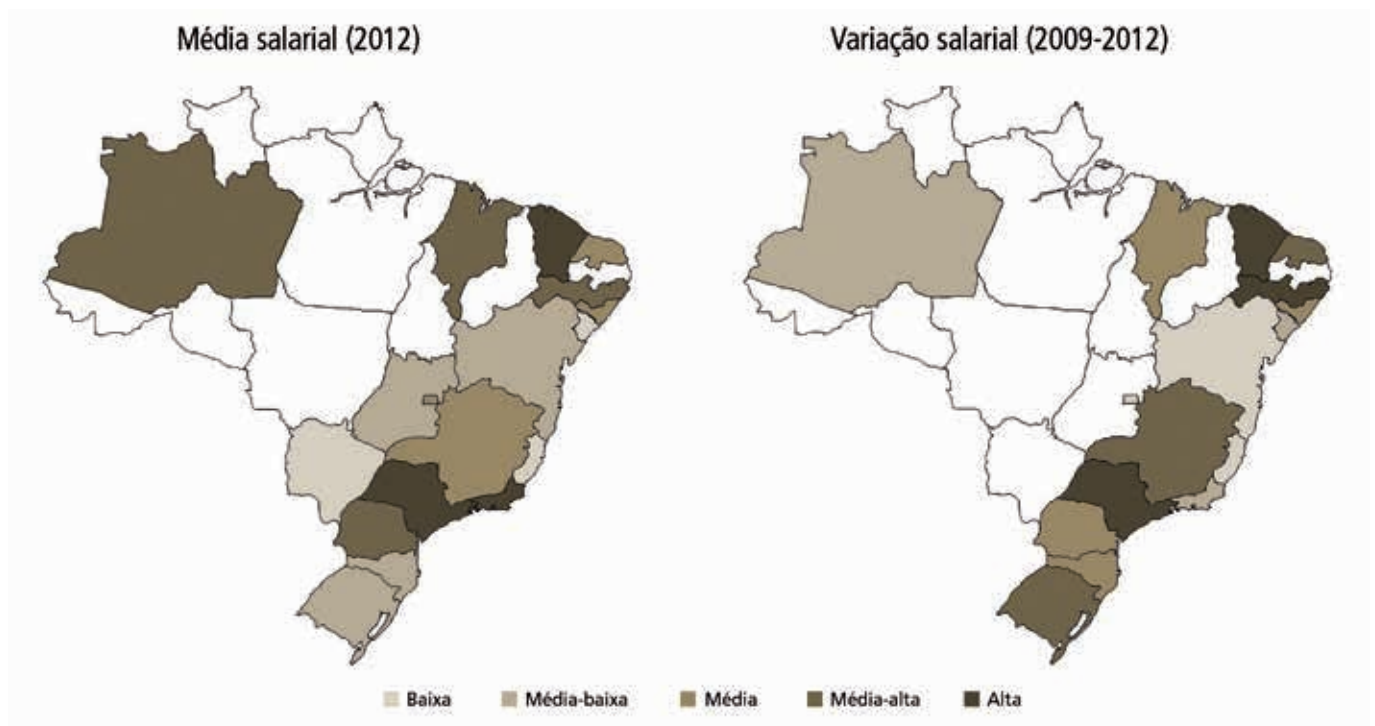 Média salarial (2012)
Variação salarial (2009-2012)
Baixa
Média-baixa
Média
Média-alta
Alta